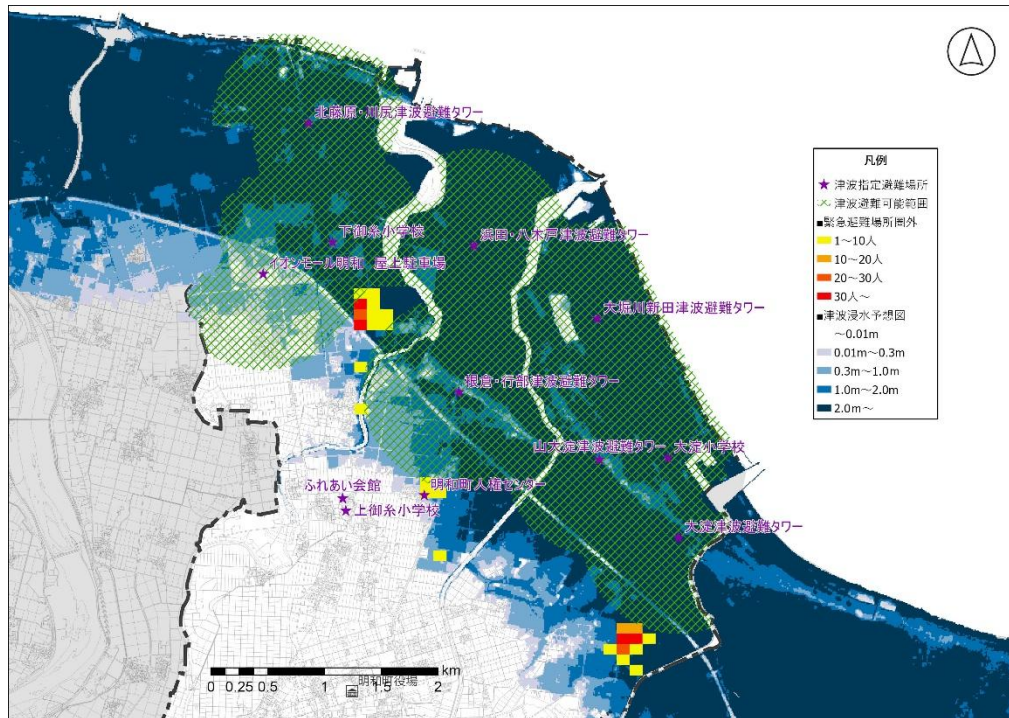 北藤原・川尻津波避難タワー
下御糸小学校
浜田・八木戸津波避難タワー
イオンモール明和　屋上駐車場
大堀川新田津波避難タワー
根倉・行部津波避難タワー
山大淀津波避難タワー
大淀小学校
ふれあい会館
明和町人権センター
上御糸小学校
大淀津波避難タワー
凡例
津波指定避難場所
津波避難可能範囲
■緊急避難場所圏外
1～10人
10～20人
20～30人
30人～
■津波浸水予想図
～0.01m
0.01m～0.3m
0.3m～1.0m
1.0m～2.0m
2.0m～
km
0 0.25 0.5 1 1.5 2
明和町役場